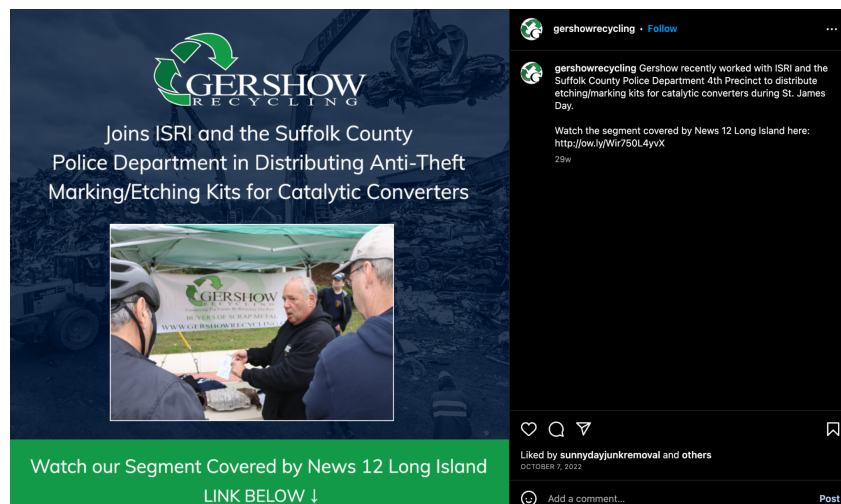 GERSHOW
RECYCLING
Joins ISRI and the Suffolk County
Police Department in Distributing Anti-Theft
Marking/Etching Kits for Catalytic Converters
GERSHOW
RECYCLING
BUYERS OF SCRAP METAL
WWW.GERSHOWRECYCLING
Watch our Segment Covered by News 12 Long Island
LINK BELOW ↓
gershowrecycling • Follow
gershowrecycling Gershow recently worked with ISRI and the
Suffolk County Police Department 4th Precinct to distribute
etching/marking kits for catalytic converters during St. James
Day.
Watch the segment covered by News 12 Long Island here:
http://ow.ly/Wir750L4yvX
29w
Liked by sunnydayjunkremoval and others
OCTOBER 7, 2022
Add a comment...
Post